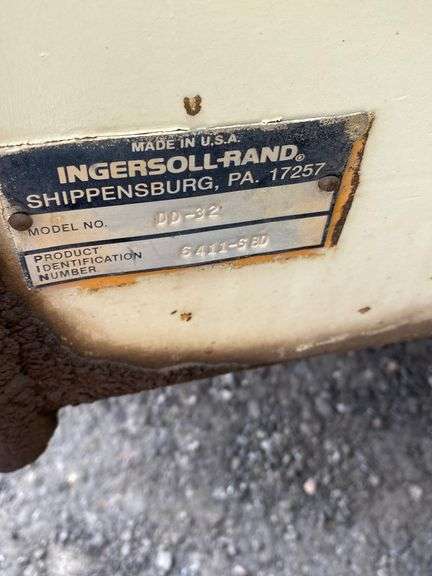 MADE IN U.S.A.
INGERSOLL-RAND®
SHIPPENSBURG, PA. 17257
MODEL NO. DD-32
PRODUCT
IDENTIFICATION
NUMBER